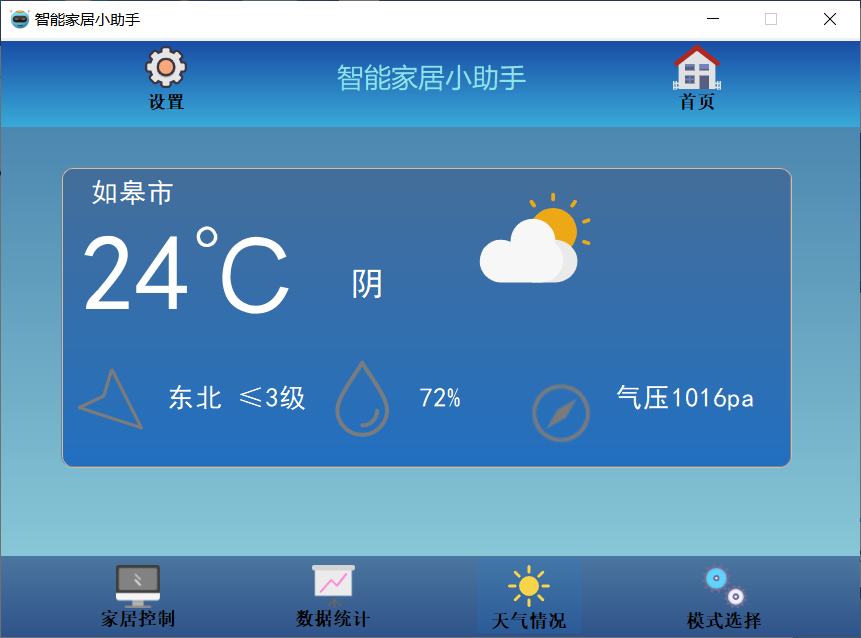 智能家居小助手
设置
智能家居小助手
首页
如皋市
24℃
阴
东北 ≤3级
72%
气压1016pa
家居控制
数据统计
天气情况
模式选择